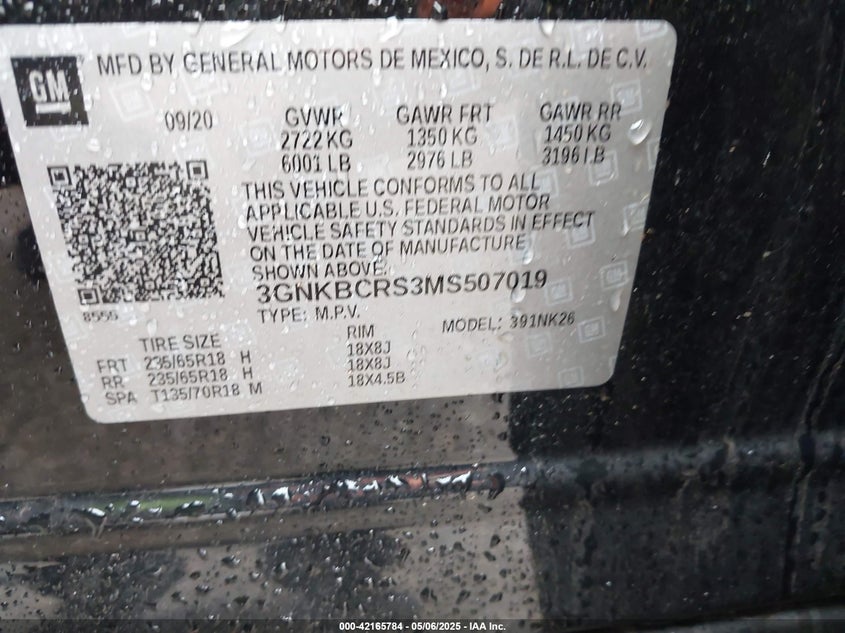 GM
MFD BY GENERAL MOTORS DE MEXICO, S. DE R.L. DE C.V.
09/20 GVWR GAWR FRT GAWR RR
2722 KG 1350 KG 1450 KG
6001 LB 2976 LB 3196 LB
THIS VEHICLE CONFORMS TO ALL
APPLICABLE U.S. FEDERAL MOTOR
VEHICLE SAFETY STANDARDS IN EFFECT
ON THE DATE OF MANUFACTURE
SHOWN ABOVE.
3GNKBCRS3MS507019
8559
TYPE: M.P.V. MODEL: 391NK26
TIRE SIZE RIM
FRT 235/65R18 H 18X8J
RR 235/65R18 H 18X8J
SPA T135/70R18 M 18X4.5B
000-42165784 - 05/06/2025 - IAA Inc.